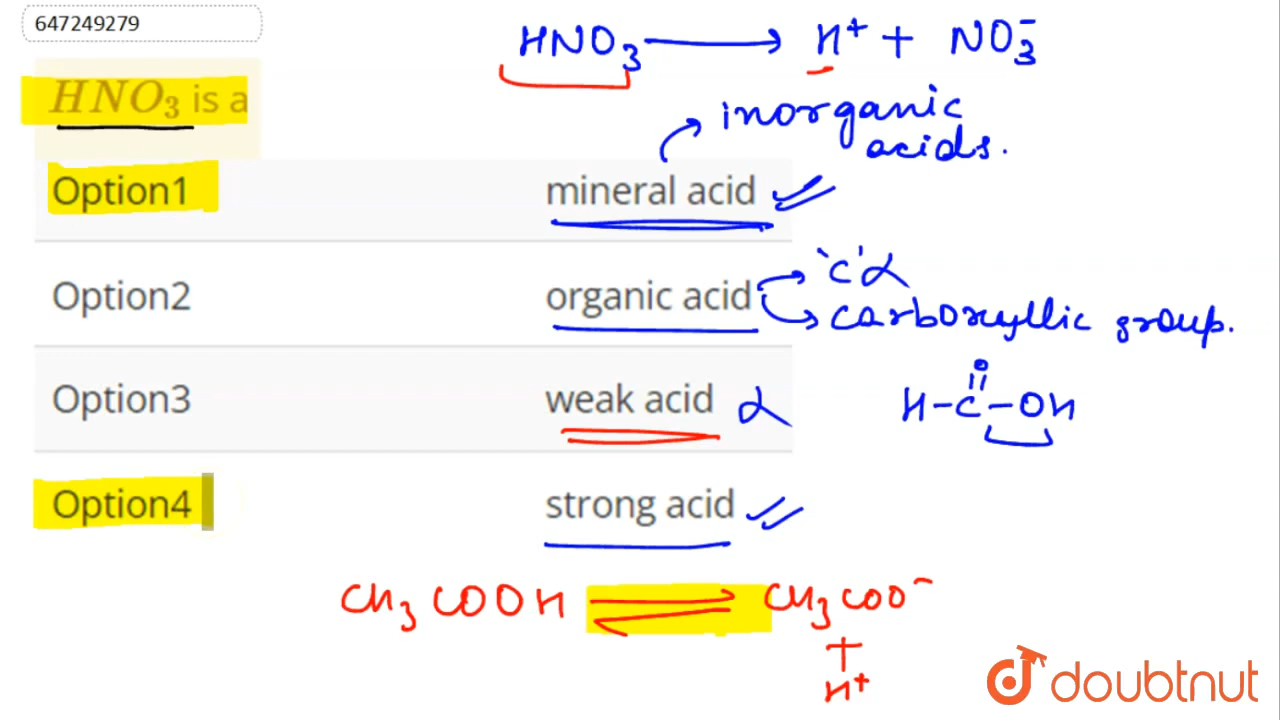 647249279
HNO₃ ⟶ H⁺ + NO₃⁻
HNO₃ is a
inorganic
acids.
Option1 mineral acid
Option2 organic acid
'C'
carboxyllic group.
Option3 weak acid
O
H-C-OH
Option4 strong acid
CH₃COOH ⇌ CH₃COO⁻
+
H⁺
doubtnut